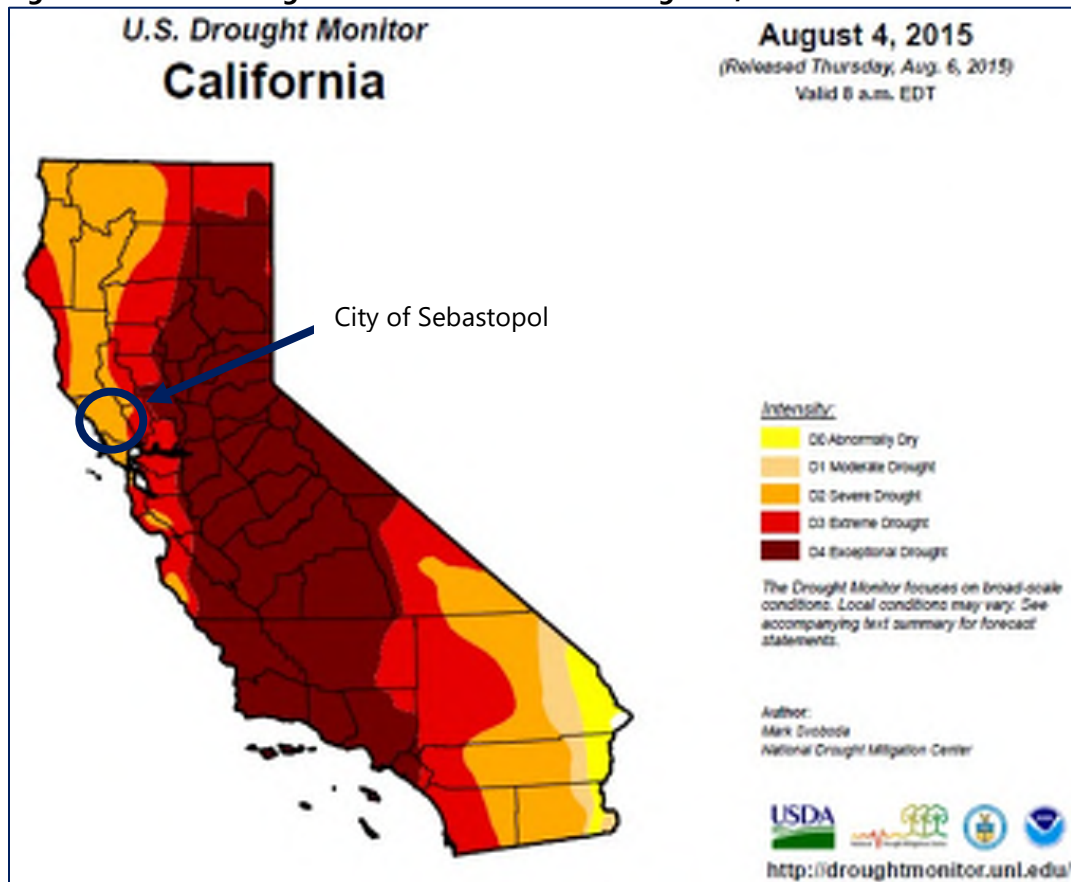 U.S. Drought Monitor
California
August 4, 2015
(Released Thursday, Aug. 6, 2015)
Valid 8 a.m. EDT
City of Sebastopol
Intensity:
D0 Abnormally Dry
D1 Moderate Drought
D2 Severe Drought
D3 Extreme Drought
D4 Exceptional Drought
The Drought Monitor focuses on broad-scale
conditions. Local conditions may vary. See
accompanying text summary for forecast
statements.
Author:
Mark Svoboda
National Drought Mitigation Center
USDA
http://droughtmonitor.unl.edu/